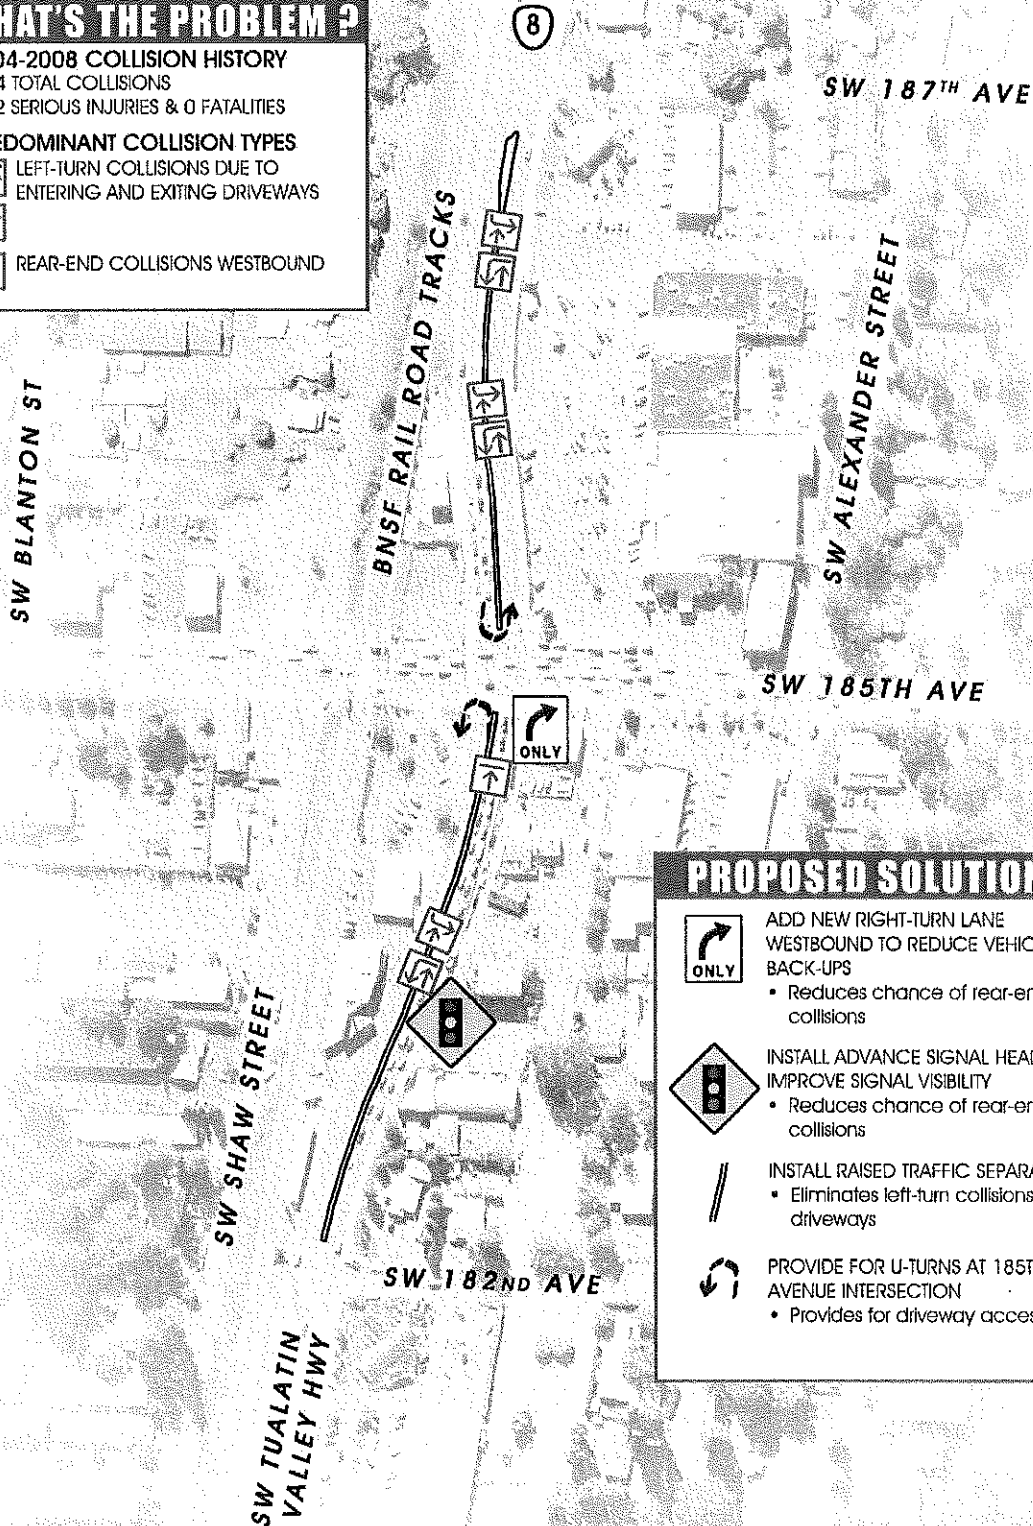 HAT'S THE PROBLEM ?
04-2008 COLLISION HISTORY
4 TOTAL COLLISIONS
2 SERIOUS INJURIES & 0 FATALITIES
EDOMINANT COLLISION TYPES
LEFT-TURN COLLISIONS DUE TO
ENTERING AND EXITING DRIVEWAYS
REAR-END COLLISIONS WESTBOUND
8
SW 187TH AVE
BNSF RAIL ROAD TRACKS
SW ALEXANDER STREET
SW BLANTON ST
SW 185TH AVE
ONLY
SW SHAW STREET
SW 182ND AVE
SW TUALATIN
VALLEY HWY
PROPOSED SOLUTION
ONLY
ADD NEW RIGHT-TURN LANE
WESTBOUND TO REDUCE VEHIC
BACK-UPS
• Reduces chance of rear-en
collisions
INSTALL ADVANCE SIGNAL HEA
IMPROVE SIGNAL VISIBILITY
• Reduces chance of rear-en
collisions
INSTALL RAISED TRAFFIC SEPARA
• Eliminates left-turn collisions
driveways
PROVIDE FOR U-TURNS AT 185T
AVENUE INTERSECTION
• Provides for driveway acces